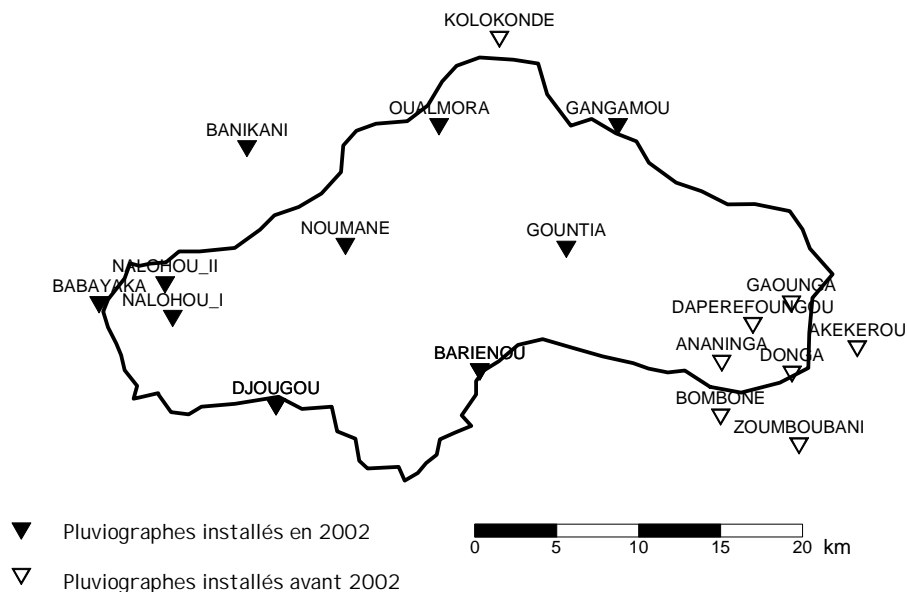 KOLOKONDE
OUALMORA
GANGAMOU
BANIKANI
NOUMANE
GOUNTIA
NALOHOU_II
BABAYAKA
NALOHOU_I
GAOUNGA
DAPEREFOUNGOU
AKEKEROU
ANANINGA
DONGA
BARIENOU
DJOUGOU
BOMBONE
ZOUMBOUBANI
Pluviographes installés en 2002
0 5 10 15 20 km
Pluviographes installés avant 2002